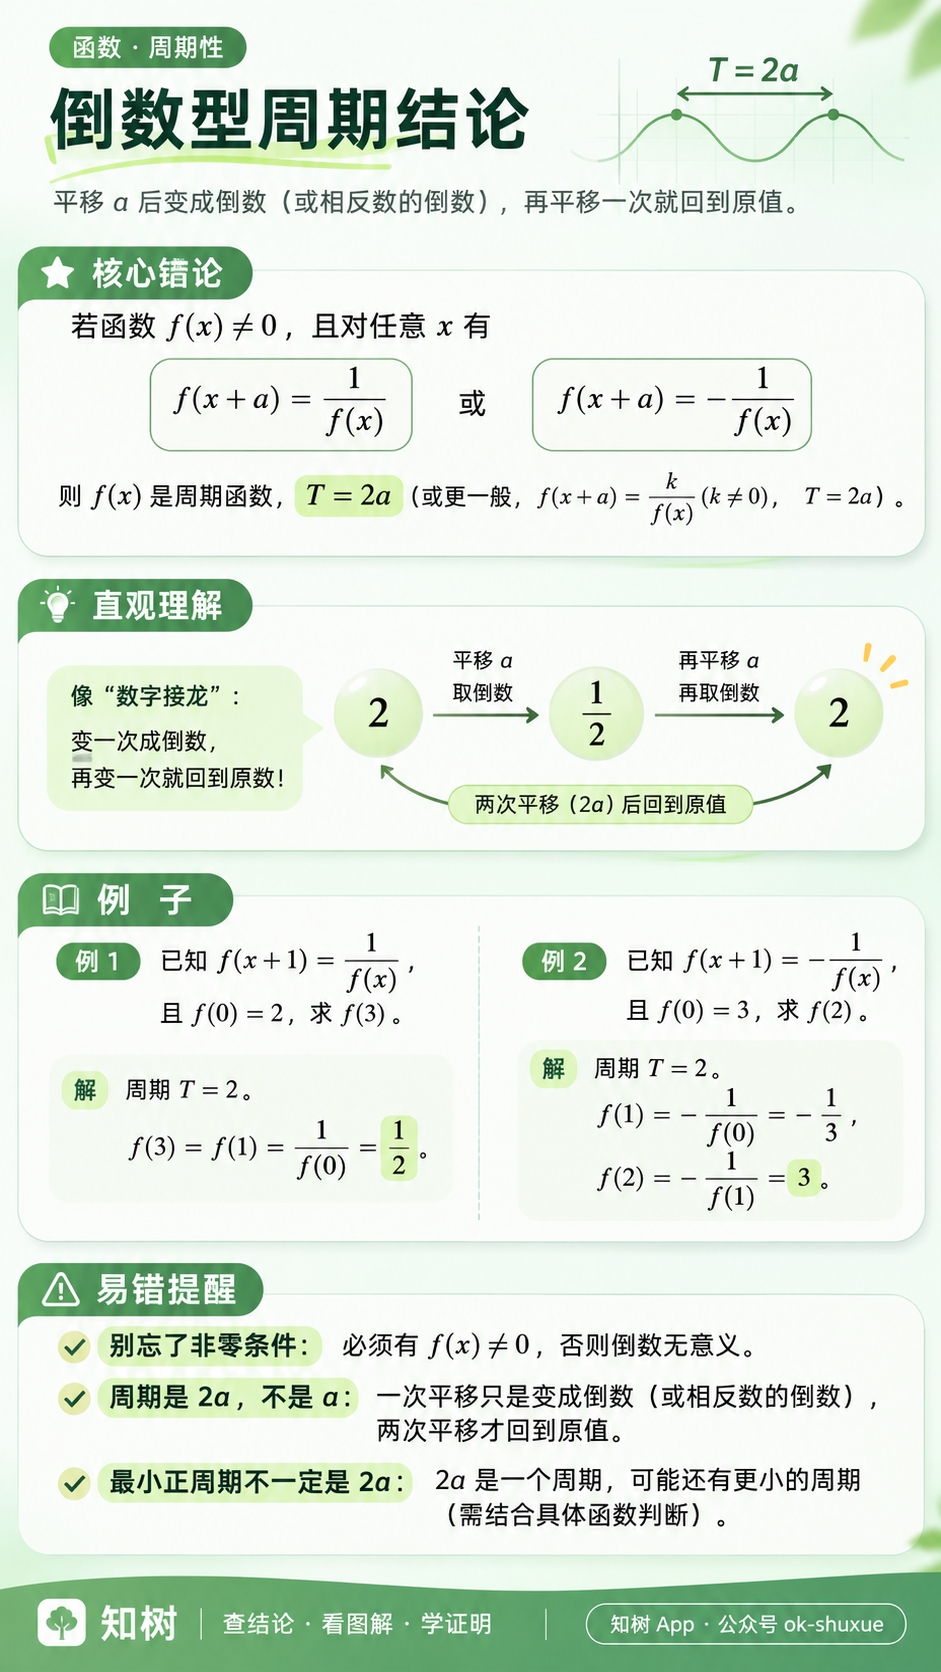 函数 · 周期性
倒数型周期结论
T = 2a
平移 a 后变成倒数（或相反数的倒数），再平移一次就回到原值。
核心错论
若函数 f(x) ≠ 0，且对任意 x 有
f(x + a) = 1/f(x) 或 f(x + a) = −1/f(x)
则 f(x) 是周期函数，T = 2a（或更一般，f(x + a) = k/f(x) (k ≠ 0)， T = 2a）。
直观理解
像“数字接龙”：
变一次成倒数，
再变一次就回到原数！
2
平移 a
取倒数
1/2
再平移 a
再取倒数
2
两次平移（2a）后回到原值
例 子
例 1 已知 f(x + 1) = 1/f(x)，
且 f(0) = 2，求 f(3)。
解 周期 T = 2。
f(3) = f(1) = 1/f(0) = 1/2。
例 2 已知 f(x + 1) = −1/f(x)，
且 f(0) = 3，求 f(2)。
解 周期 T = 2。
f(1) = −1/f(0) = −1/3，
f(2) = −1/f(1) = 3。
易错提醒
别忘了非零条件： 必须有 f(x) ≠ 0，否则倒数无意义。
周期是 2a，不是 a： 一次平移只是变成倒数（或相反数的倒数），
两次平移才回到原值。
最小正周期不一定是 2a： 2a 是一个周期，可能还有更小的周期
（需结合具体函数判断）。
知树 查结论 · 看图解 · 学证明 知树 App · 公众号 ok-shuxue